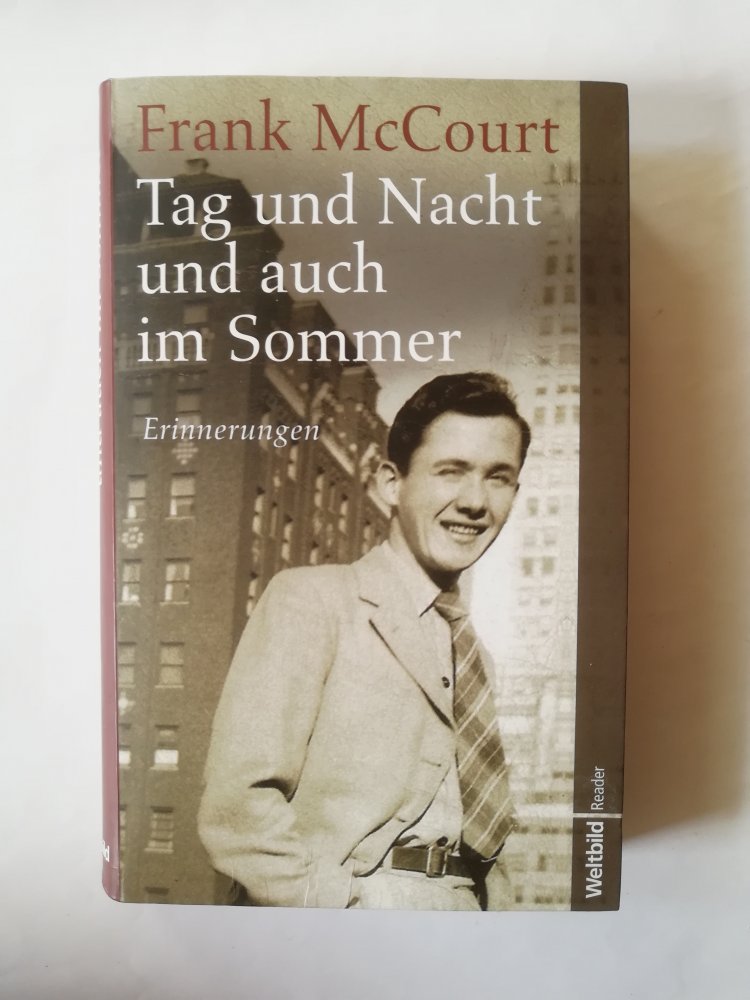 Frank McCourt
Tag und Nacht
und auch
im Sommer
Erinnerungen
Weltbild Reader